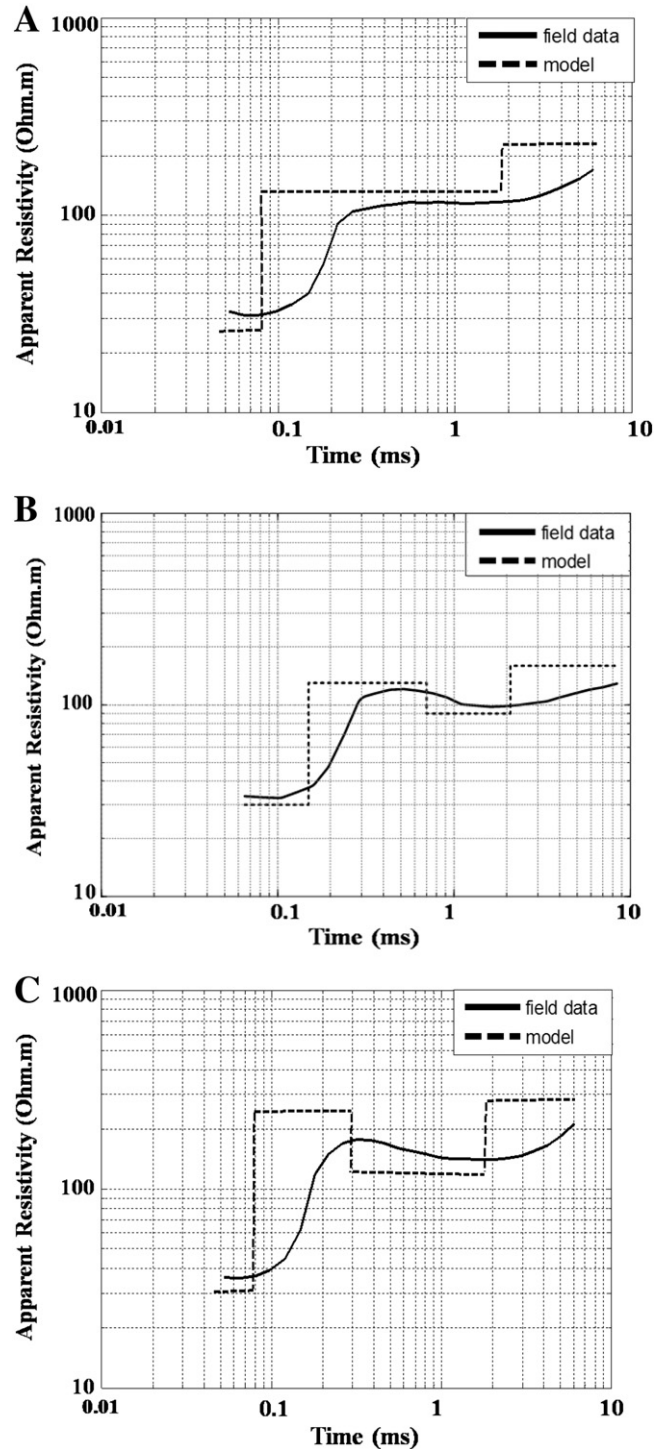 A
1000
field data
model
Apparent Resistivity (Ohm.m)
100
10
0.01
0.1
1
10
Time (ms)
B
1000
field data
model
Apparent Resistivity (Ohm.m)
100
10
0.01
0.1
1
10
Time (ms)
C
1000
field data
model
Apparent Resistivity (Ohm.m)
100
10
0.01
0.1
1
10
Time (ms)